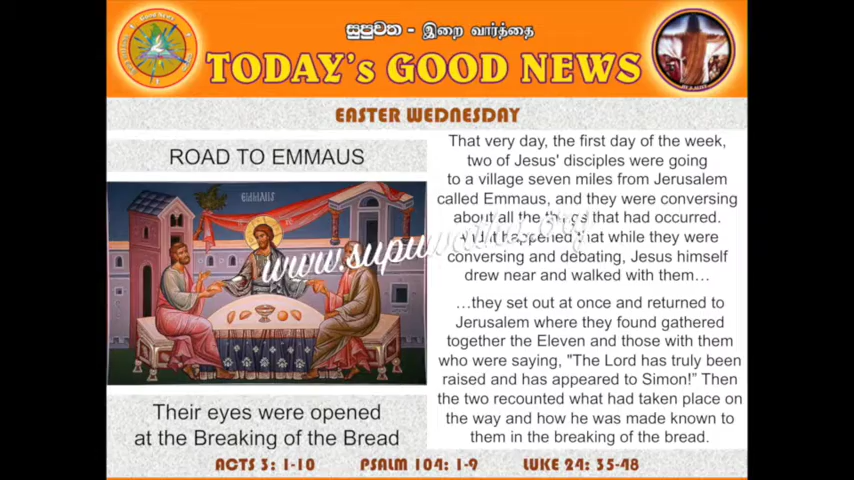 සුපුවත - இறை வார்த்தை
TODAY's GOOD NEWS
EASTER WEDNESDAY
ROAD TO EMMAUS
Their eyes were opened
at the Breaking of the Bread
That very day, the first day of the week,
two of Jesus' disciples were going
to a village seven miles from Jerusalem
called Emmaus, and they were conversing
about all the things that had occurred.
And it happened that while they were
conversing and debating, Jesus himself
drew near and walked with them…
…they set out at once and returned to
Jerusalem where they found gathered
together the Eleven and those with them
who were saying, "The Lord has truly been
raised and has appeared to Simon!” Then
the two recounted what had taken place on
the way and how he was made known to
them in the breaking of the bread.
www.supuwatha.org
ACTS 3: 1-10 PSALM 104: 1-9 LUKE 24: 35-48